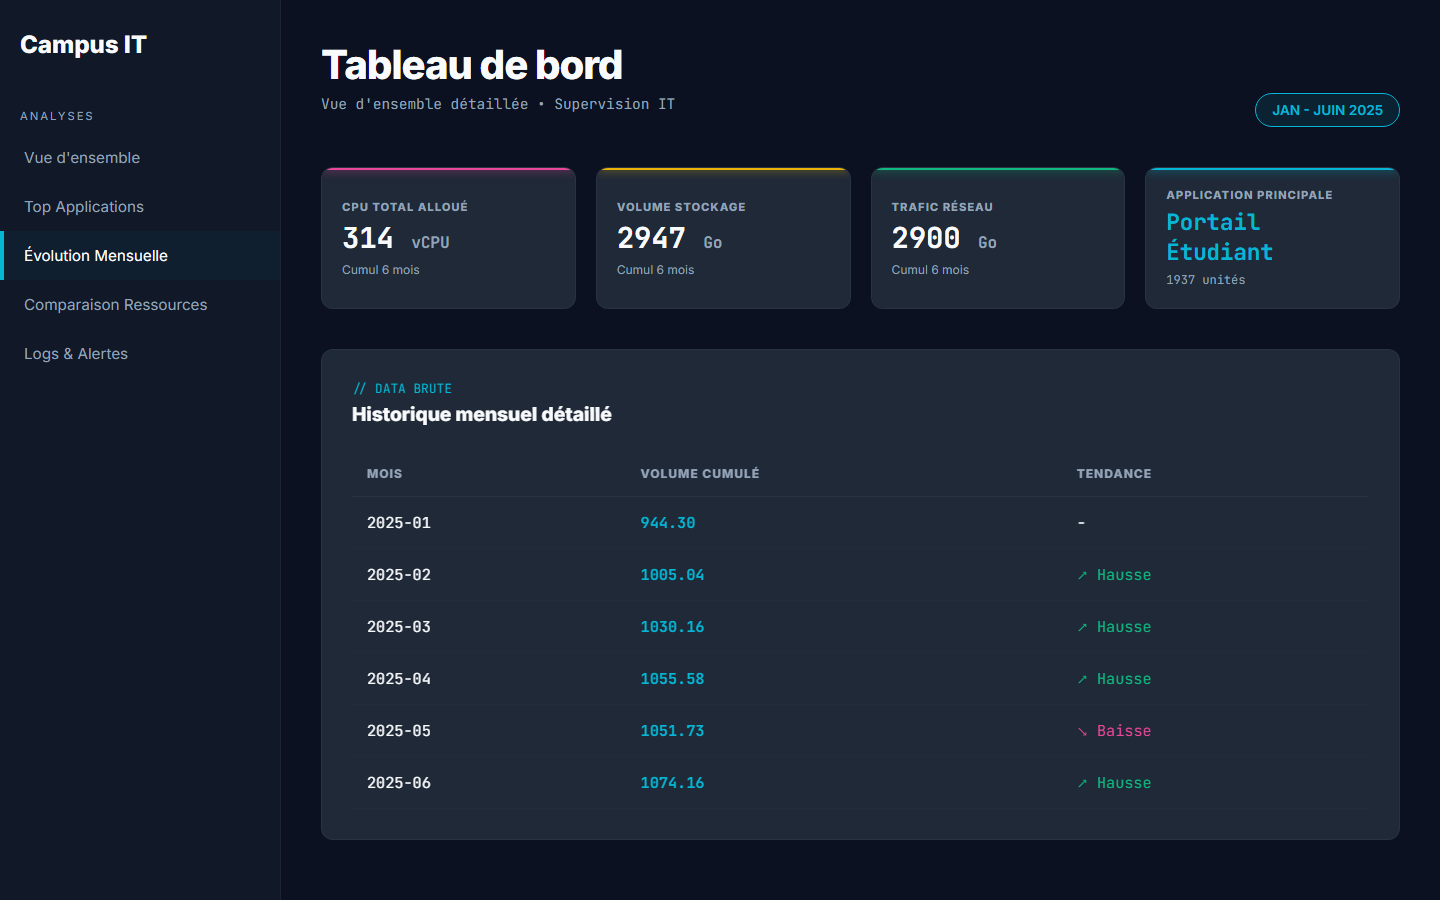 Campus IT
ANALYSES
Vue d'ensemble
Top Applications
Évolution Mensuelle
Comparaison Ressources
Logs & Alertes
Tableau de bord
Vue d'ensemble détaillée • Supervision IT
JAN - JUIN 2025
CPU TOTAL ALLOUÉ
314 vCPU
Cumul 6 mois
VOLUME STOCKAGE
2947 Go
Cumul 6 mois
TRAFIC RÉSEAU
2900 Go
Cumul 6 mois
APPLICATION PRINCIPALE
Portail
Étudiant
1937 unités
// DATA BRUTE
Historique mensuel détaillé
MOIS VOLUME CUMULÉ TENDANCE
2025-01 944.30 -
2025-02 1005.04 ↗ Hausse
2025-03 1030.16 ↗ Hausse
2025-04 1055.58 ↗ Hausse
2025-05 1051.73 ↘ Baisse
2025-06 1074.16 ↗ Hausse